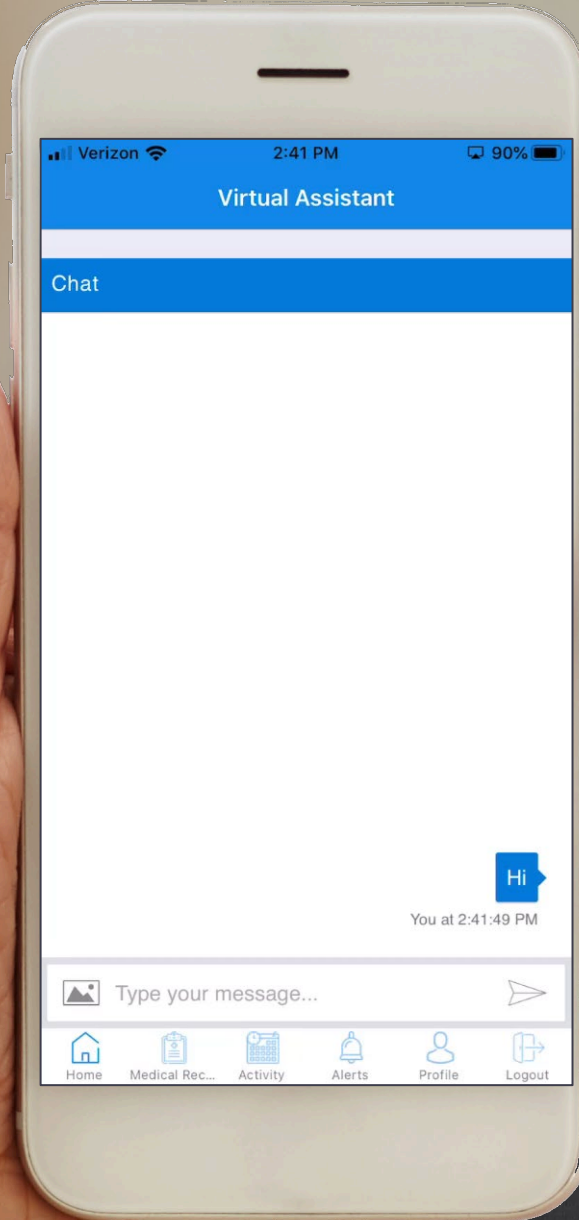 Verizon 2:41 PM 90%
Virtual Assistant
Chat
Hi
You at 2:41:49 PM
Type your message...
Home Medical Rec... Activity Alerts Profile Logout